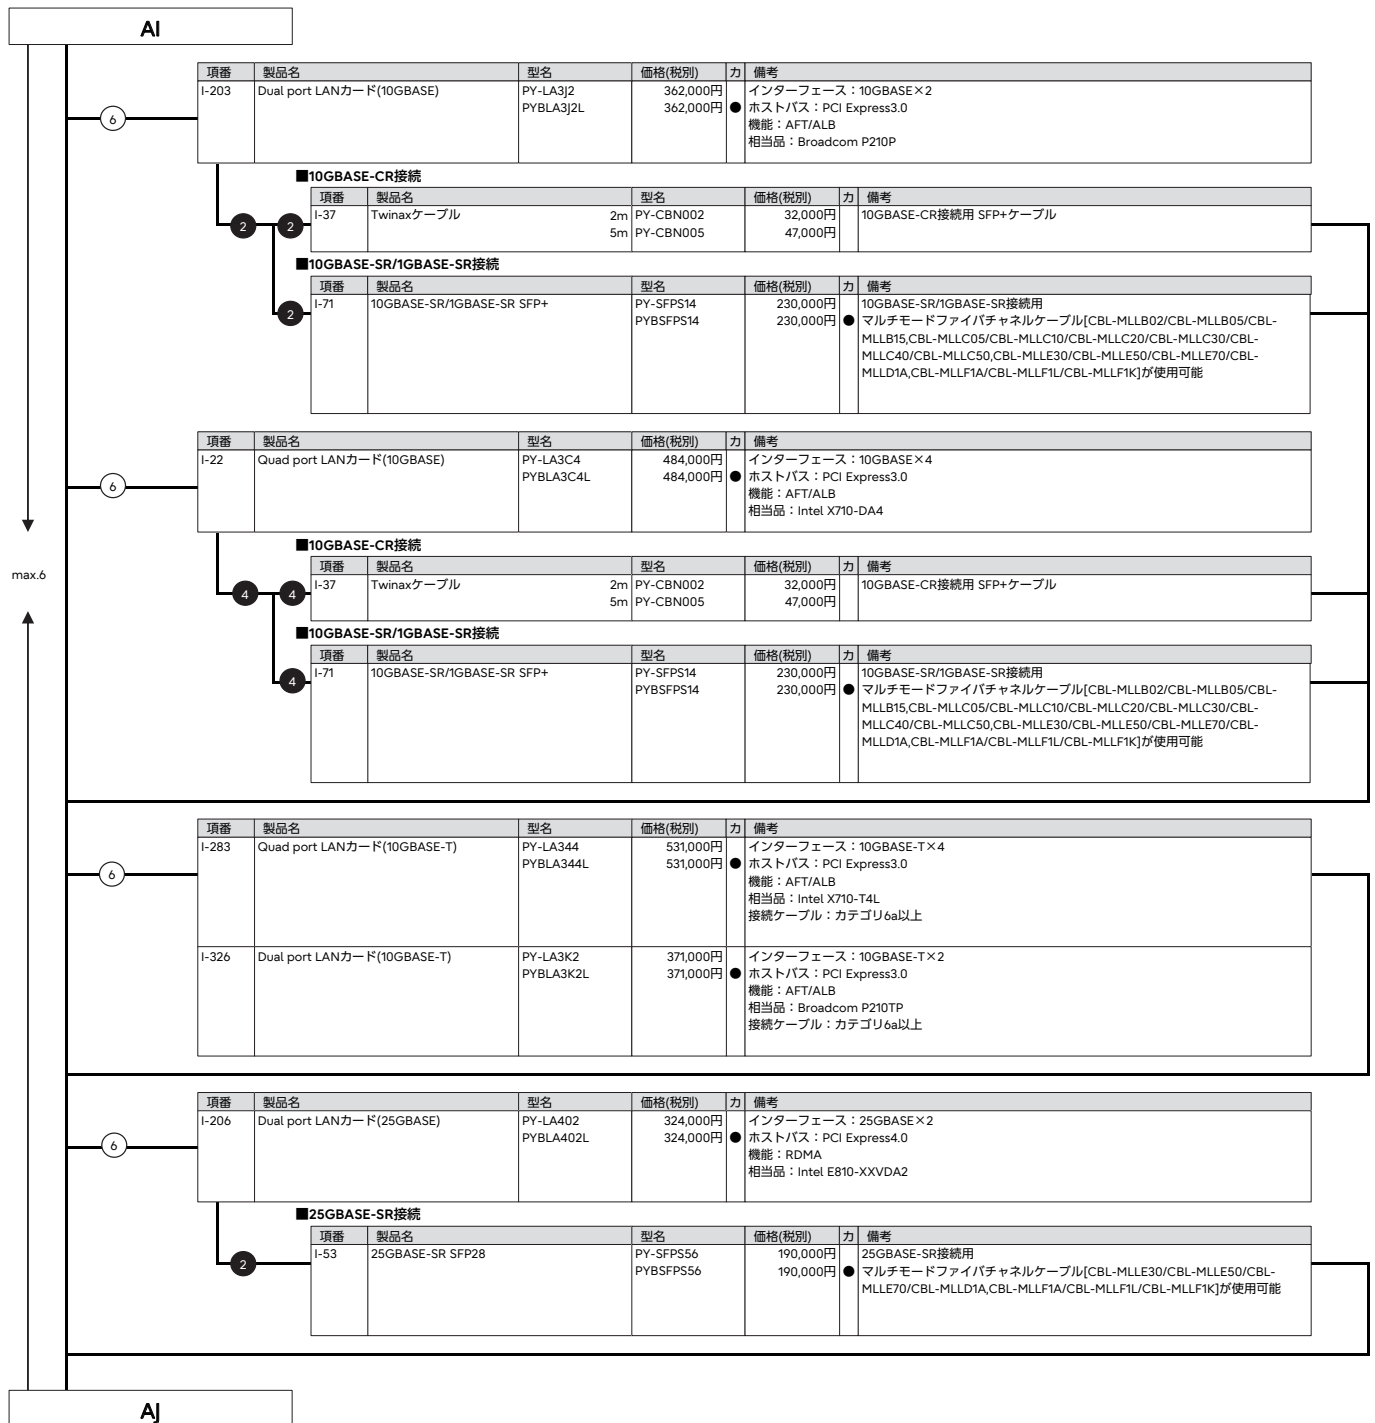 AI
項番 製品名 型名 価格(税別) カ 備考
I-203 Dual port LANカード(10GBASE) PY-LA3J2 362,000円 インターフェース：10GBASE×2
PYBLA3J2L 362,000円 ● ホストバス：PCI Express3.0
機能：AFT/ALB
相当品：Broadcom P210P
6
■10GBASE-CR接続
項番 製品名 型名 価格(税別) カ 備考
I-37 Twinaxケーブル 2m PY-CBN002 32,000円 10GBASE-CR接続用 SFP+ケーブル
5m PY-CBN005 47,000円
2 2
■10GBASE-SR/1GBASE-SR接続
項番 製品名 型名 価格(税別) カ 備考
I-71 10GBASE-SR/1GBASE-SR SFP+ PY-SFPS14 230,000円 10GBASE-SR/1GBASE-SR接続用
PYBSFPS14 230,000円 ● マルチモードファイバチャネルケーブル[CBL-MLLB02/CBL-MLLB05/CBL-
MLLB15,CBL-MLLC05/CBL-MLLC10/CBL-MLLC20/CBL-MLLC30/CBL-
MLLC40/CBL-MLLC50,CBL-MLLE30/CBL-MLLE50/CBL-MLLE70/CBL-
MLLD1A,CBL-MLLF1A/CBL-MLLF1L/CBL-MLLF1K]が使用可能
2
項番 製品名 型名 価格(税別) カ 備考
I-22 Quad port LANカード(10GBASE) PY-LA3C4 484,000円 インターフェース：10GBASE×4
PYBLA3C4L 484,000円 ● ホストバス：PCI Express3.0
機能：AFT/ALB
相当品：Intel X710-DA4
6
■10GBASE-CR接続
項番 製品名 型名 価格(税別) カ 備考
I-37 Twinaxケーブル 2m PY-CBN002 32,000円 10GBASE-CR接続用 SFP+ケーブル
5m PY-CBN005 47,000円
4 4
max.6
■10GBASE-SR/1GBASE-SR接続
項番 製品名 型名 価格(税別) カ 備考
I-71 10GBASE-SR/1GBASE-SR SFP+ PY-SFPS14 230,000円 10GBASE-SR/1GBASE-SR接続用
PYBSFPS14 230,000円 ● マルチモードファイバチャネルケーブル[CBL-MLLB02/CBL-MLLB05/CBL-
MLLB15,CBL-MLLC05/CBL-MLLC10/CBL-MLLC20/CBL-MLLC30/CBL-
MLLC40/CBL-MLLC50,CBL-MLLE30/CBL-MLLE50/CBL-MLLE70/CBL-
MLLD1A,CBL-MLLF1A/CBL-MLLF1L/CBL-MLLF1K]が使用可能
4
項番 製品名 型名 価格(税別) カ 備考
I-283 Quad port LANカード(10GBASE-T) PY-LA344 531,000円 インターフェース：10GBASE-T×4
PYBLA344L 531,000円 ● ホストバス：PCI Express3.0
機能：AFT/ALB
相当品：Intel X710-T4L
接続ケーブル：カテゴリ6a以上
6
I-326 Dual port LANカード(10GBASE-T) PY-LA3K2 371,000円 インターフェース：10GBASE-T×2
PYBLA3K2L 371,000円 ● ホストバス：PCI Express3.0
機能：AFT/ALB
相当品：Broadcom P210TP
接続ケーブル：カテゴリ6a以上
項番 製品名 型名 価格(税別) カ 備考
I-206 Dual port LANカード(25GBASE) PY-LA402 324,000円 インターフェース：25GBASE×2
PYBLA402L 324,000円 ● ホストバス：PCI Express4.0
機能：RDMA
相当品：Intel E810-XXVDA2
6
■25GBASE-SR接続
項番 製品名 型名 価格(税別) カ 備考
I-53 25GBASE-SR SFP28 PY-SFPS56 190,000円 25GBASE-SR接続用
PYBSFPS56 190,000円 ● マルチモードファイバチャネルケーブル[CBL-MLLE30/CBL-MLLE50/CBL-
MLLE70/CBL-MLLD1A,CBL-MLLF1A/CBL-MLLF1L/CBL-MLLF1K]が使用可能
2
AJ